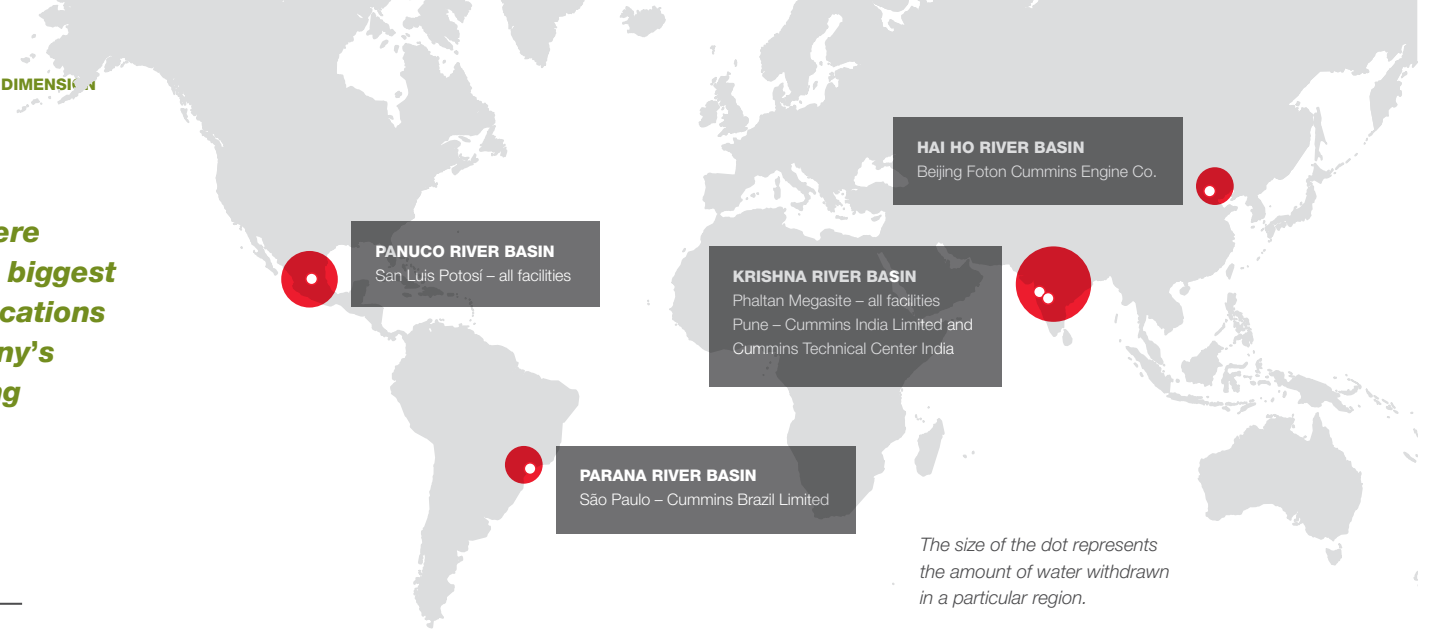 DIMENSION
ere
biggest
cations
ny's
g
PANUCO RIVER BASIN
San Luis Potosí – all facilities
HAI HO RIVER BASIN
Beijing Foton Cummins Engine Co.
KRISHNA RIVER BASIN
Phaltan Megasite – all facilities
Pune – Cummins India Limited and
Cummins Technical Center India
PARANA RIVER BASIN
São Paulo – Cummins Brazil Limited
The size of the dot represents
the amount of water withdrawn
in a particular region.